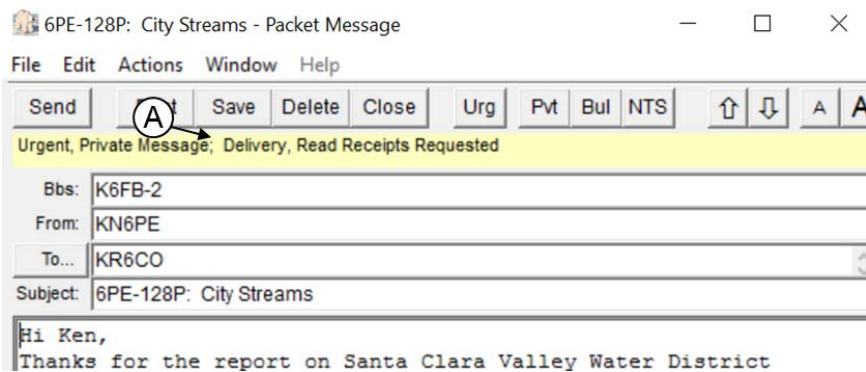 6PE-128P: City Streams - Packet Message
File Edit Actions Window Help
Send A Save Delete Close Urg Pvt Bul NTS A A
Urgent, Private Message; Delivery, Read Receipts Requested
Bbs: K6FB-2
From: KN6PE
To... KR6CO
Subject: 6PE-128P: City Streams
Hi Ken,
Thanks for the report on Santa Clara Valley Water District